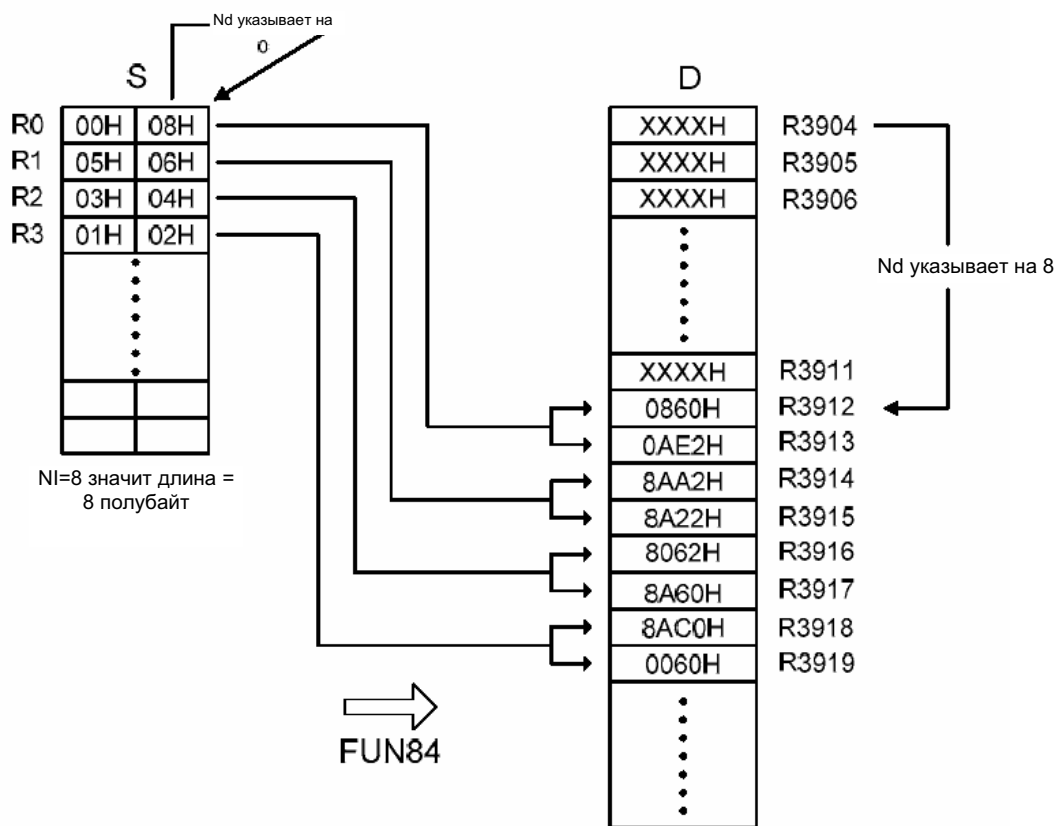 Nd указывает на
0
S
D
R0 00H 08H
XXXXH R3904
R1 05H 06H
XXXXH R3905
R2 03H 04H
XXXXH R3906
R3 01H 02H
Nd указывает на 8
XXXXH R3911
0860H R3912
0AE2H R3913
NI=8 значит длина =
8 полубайт
8AA2H R3914
8A22H R3915
8062H R3916
8A60H R3917
8AC0H R3918
0060H R3919
FUN84